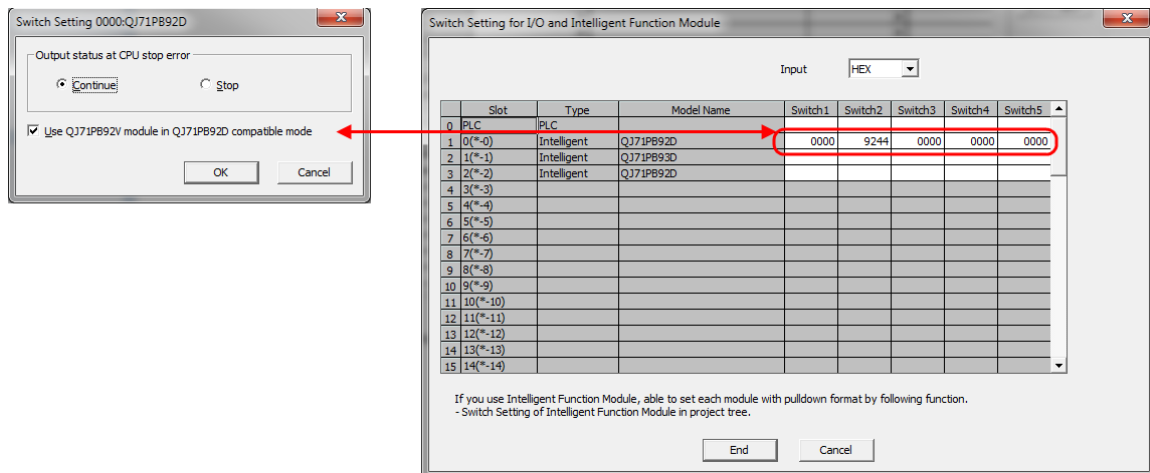 Switch Setting 0000:QJ71PB92D
Output status at CPU stop error
Continue Stop
Use QJ71PB92V module in QJ71PB92D compatible mode
OK Cancel
Switch Setting for I/O and Intelligent Function Module
Input HEX
Slot Type Model Name Switch1 Switch2 Switch3 Switch4 Switch5
0 PLC PLC
1 0(*-0) Intelligent QJ71PB92D 0000 9244 0000 0000 0000
2 1(*-1) Intelligent QJ71PB93D
3 2(*-2) Intelligent QJ71PB92D
4 3(*-3)
5 4(*-4)
6 5(*-5)
7 6(*-6)
8 7(*-7)
9 8(*-8)
10 9(*-9)
11 10(*-10)
12 11(*-11)
13 12(*-12)
14 13(*-13)
15 14(*-14)
If you use Intelligent Function Module, able to set each module with pulldown format by following function.
- Switch Setting of Intelligent Function Module in project tree.
End Cancel